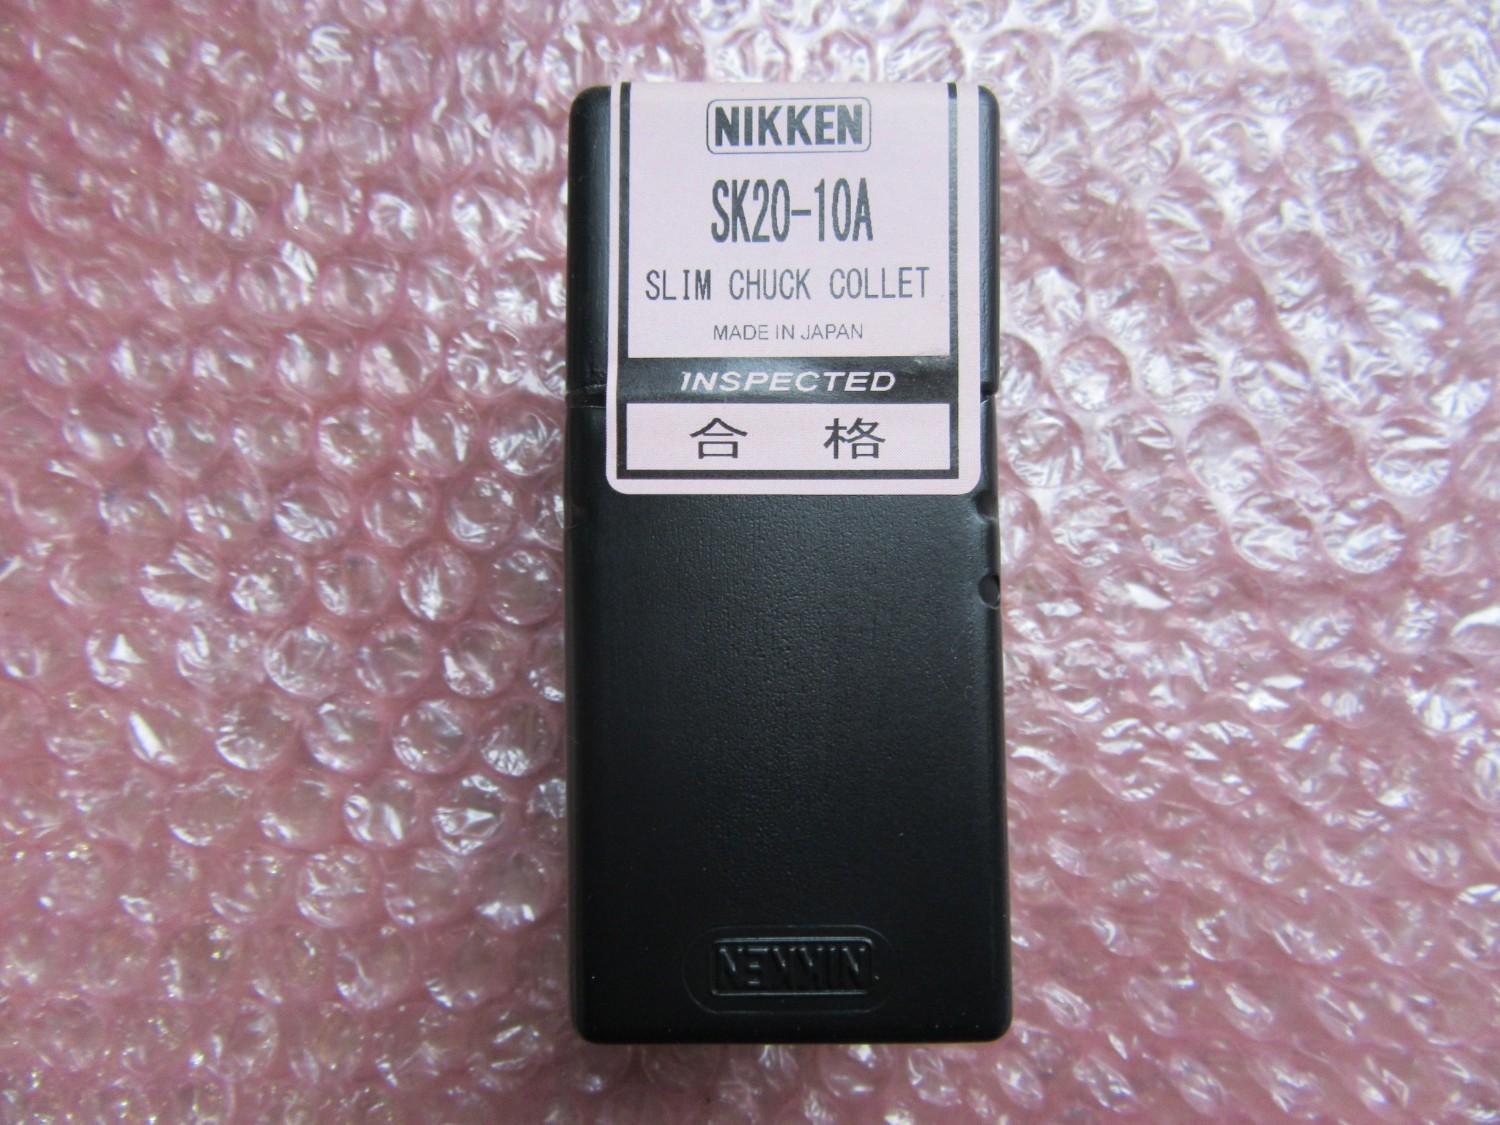 NIKKEN
SK20-10A
SLIM CHUCK COLLET
MADE IN JAPAN
INSPECTED
合格
NIKKEN